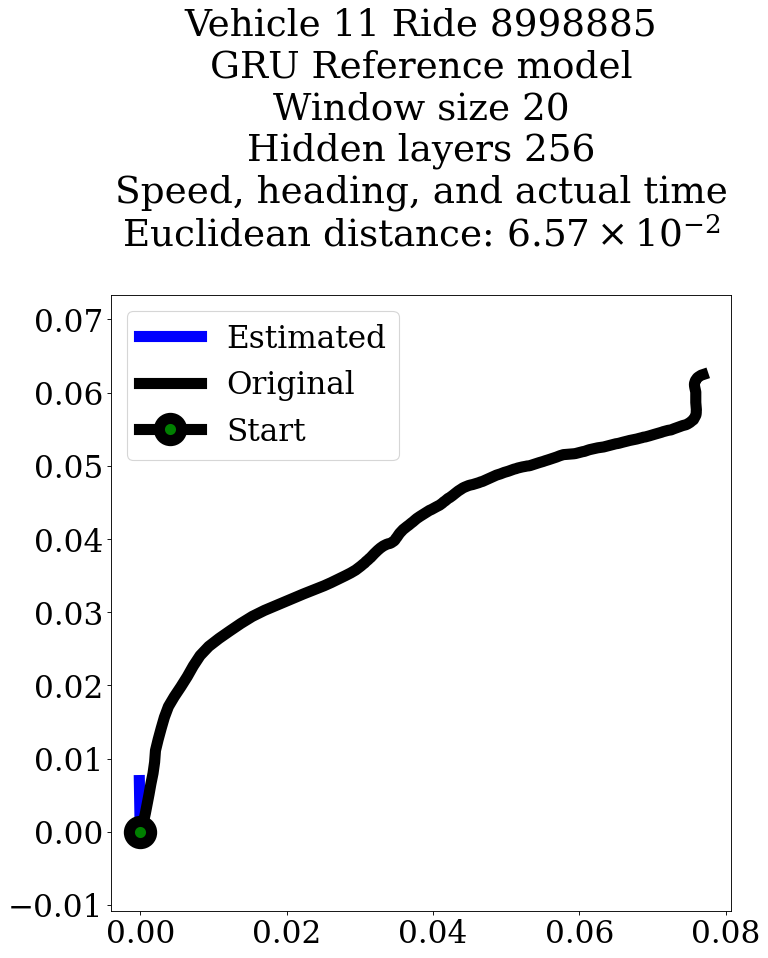 Vehicle 11 Ride 8998885
GRU Reference model
Window size 20
Hidden layers 256
Speed, heading, and actual time
Euclidean distance: 6.57 × 10⁻²
Estimated
Original
Start
0.07
0.06
0.05
0.04
0.03
0.02
0.01
0.00
−0.01
0.00 0.02 0.04 0.06 0.08